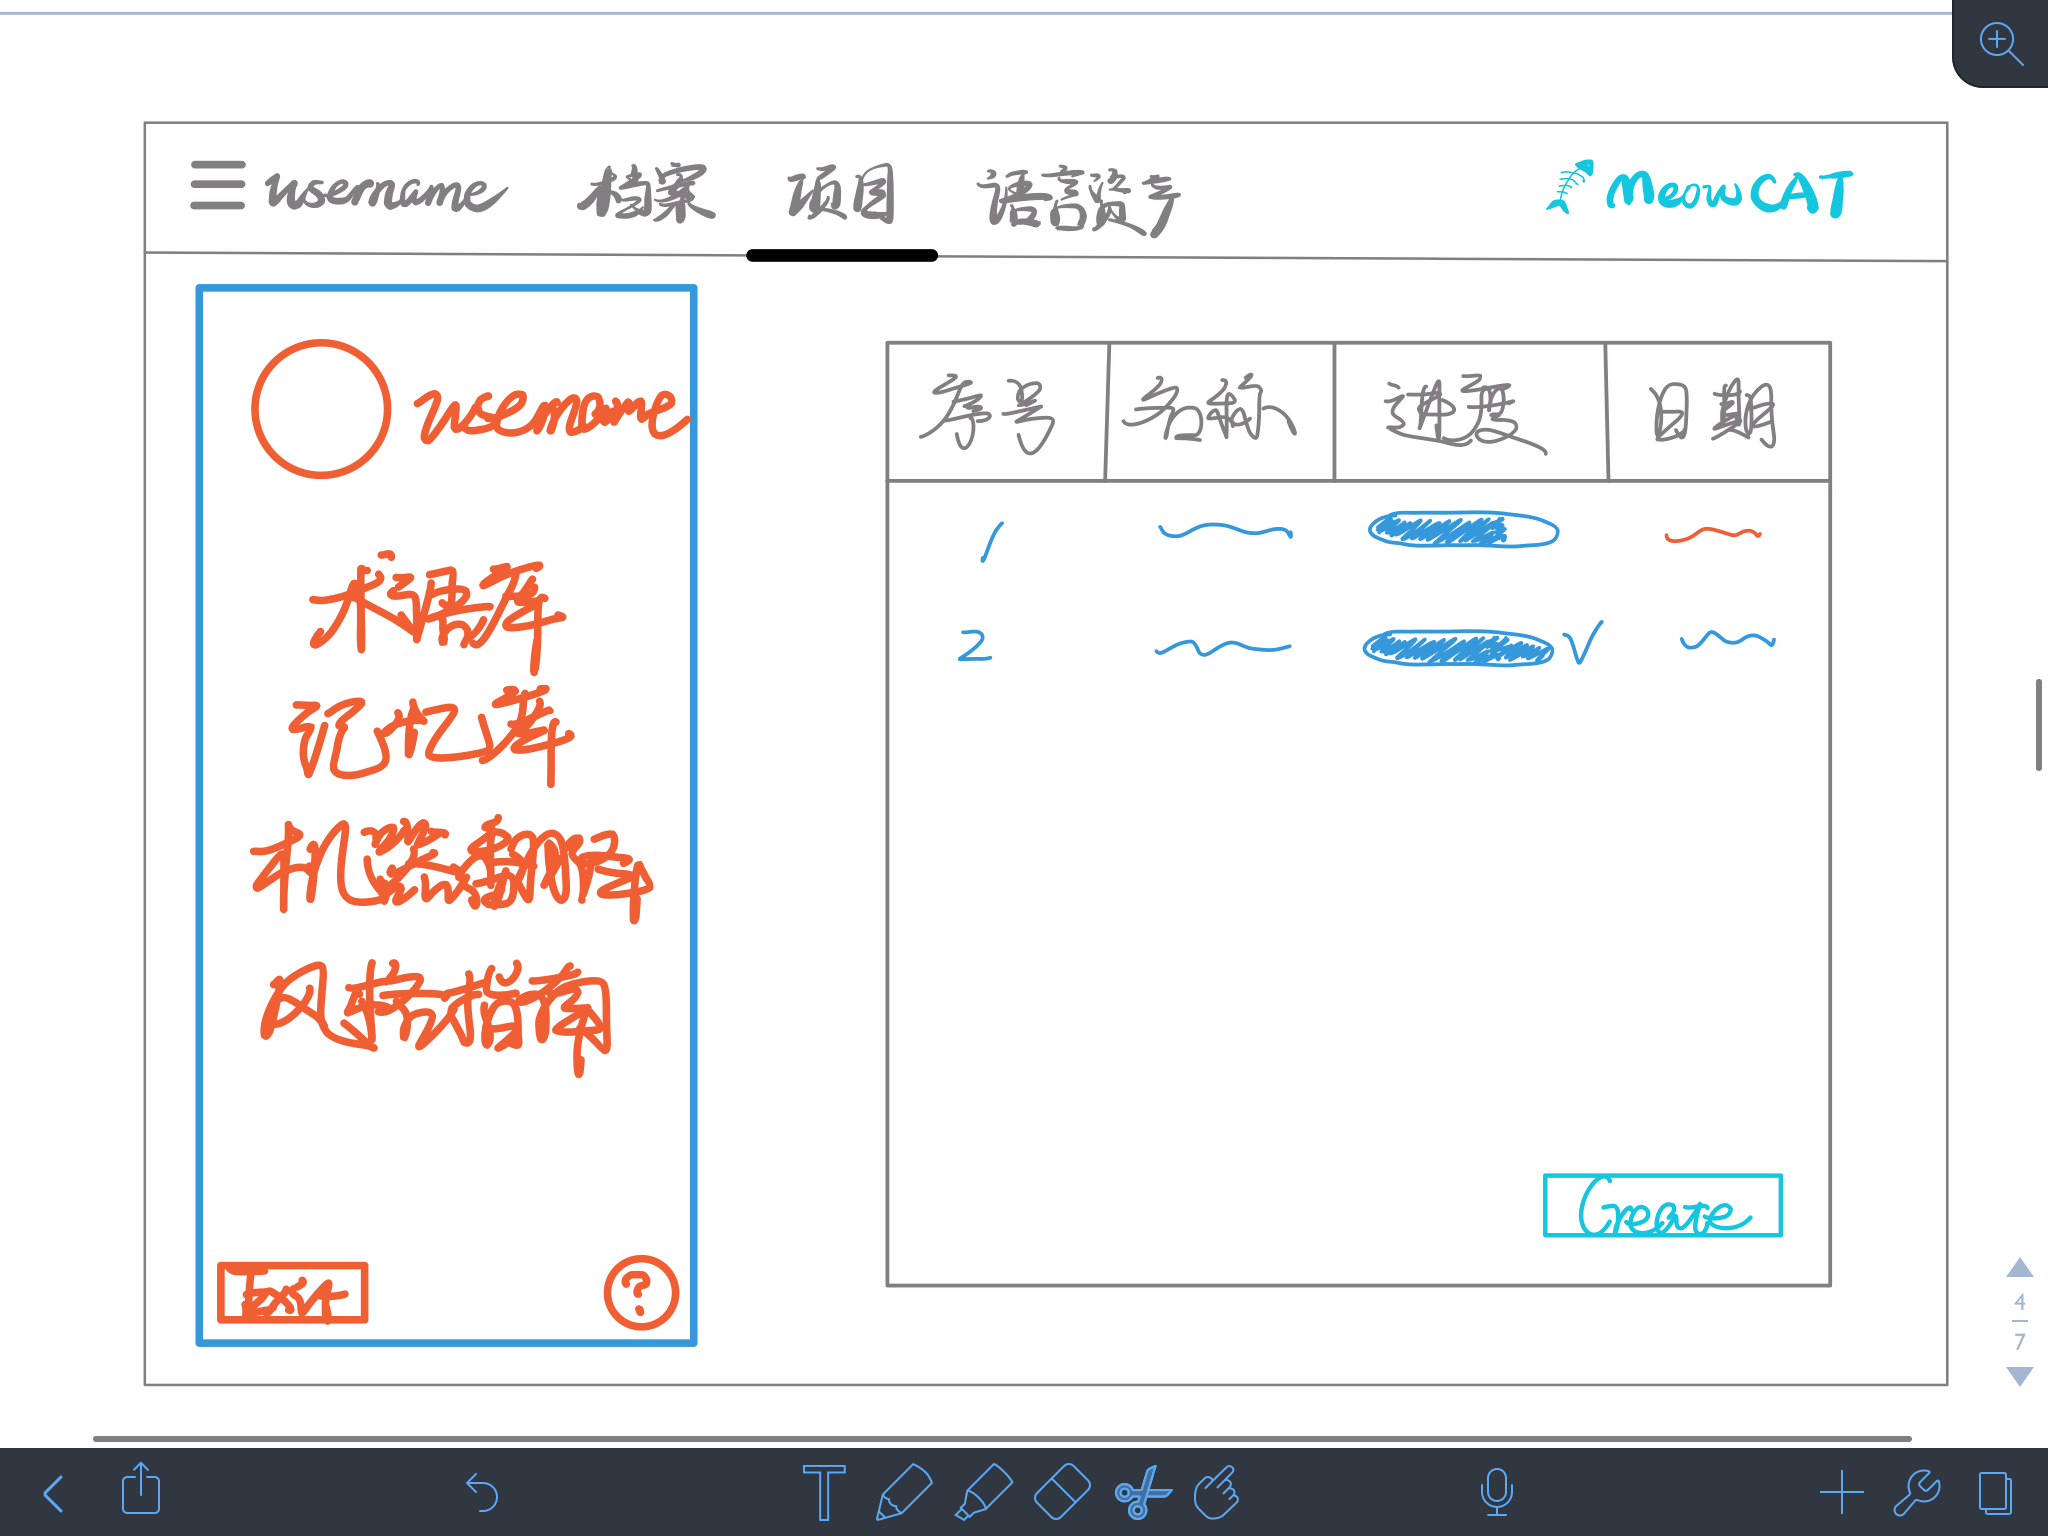 username 档案 项目 语言资产 MeowCAT
username
术语库
记忆库
机器翻译
风格指南
Exit ?
序号 名称 进度 日期
1
2
Create
4
7